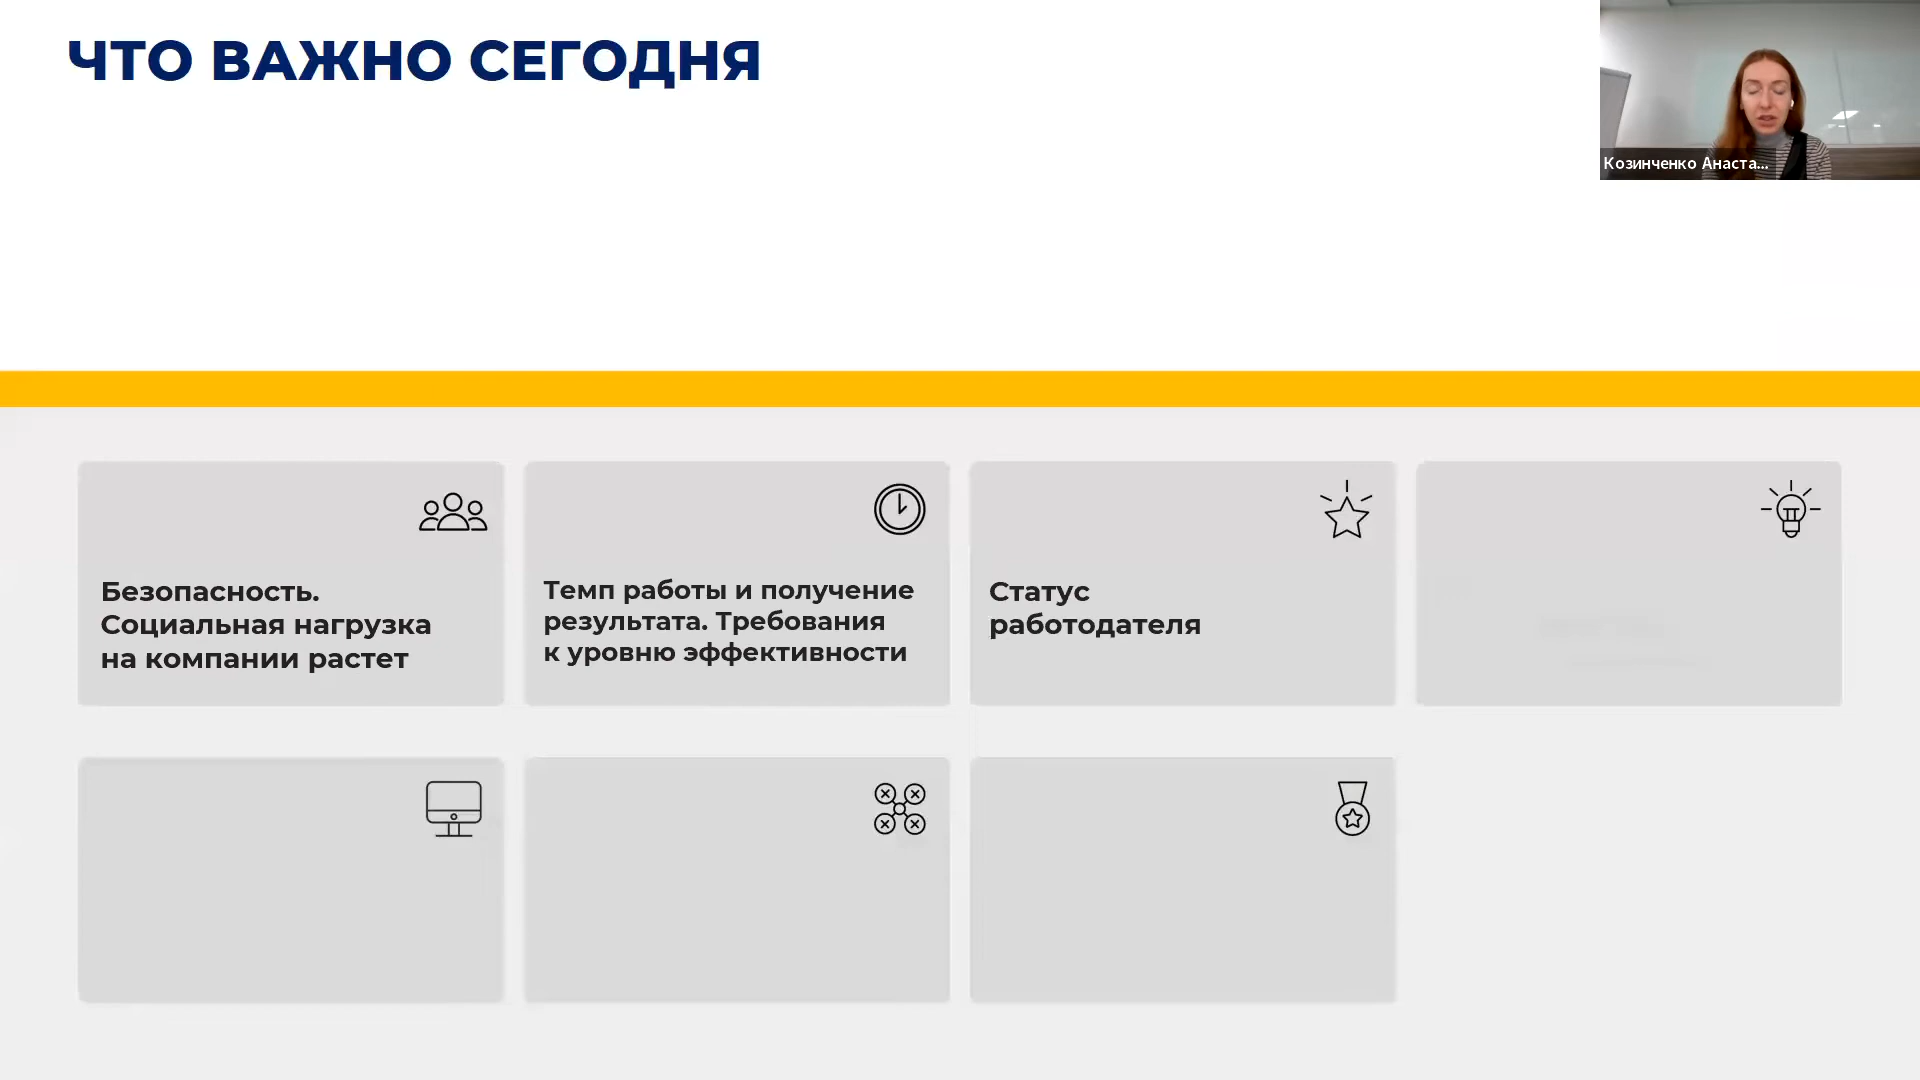 ЧТО ВАЖНО СЕГОДНЯ
Козинченко Анаста...
Безопасность.
Социальная нагрузка
на компании растет
Темп работы и получение
результата. Требования
к уровню эффективности
Статус
работодателя